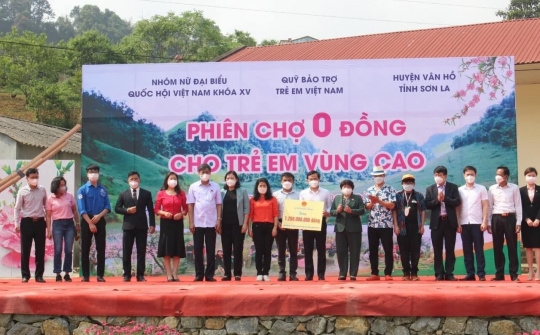 NHÓM NỮ ĐẠI BIỂU
QUỐC HỘI VIỆT NAM KHÓA XV
QUỸ BẢO TRỢ
TRẺ EM VIỆT NAM
HUYỆN VÂN HỒ
TỈNH SƠN LA
PHIÊN CHỢ 0 ĐỒNG
CHO TRẺ EM VÙNG CAO